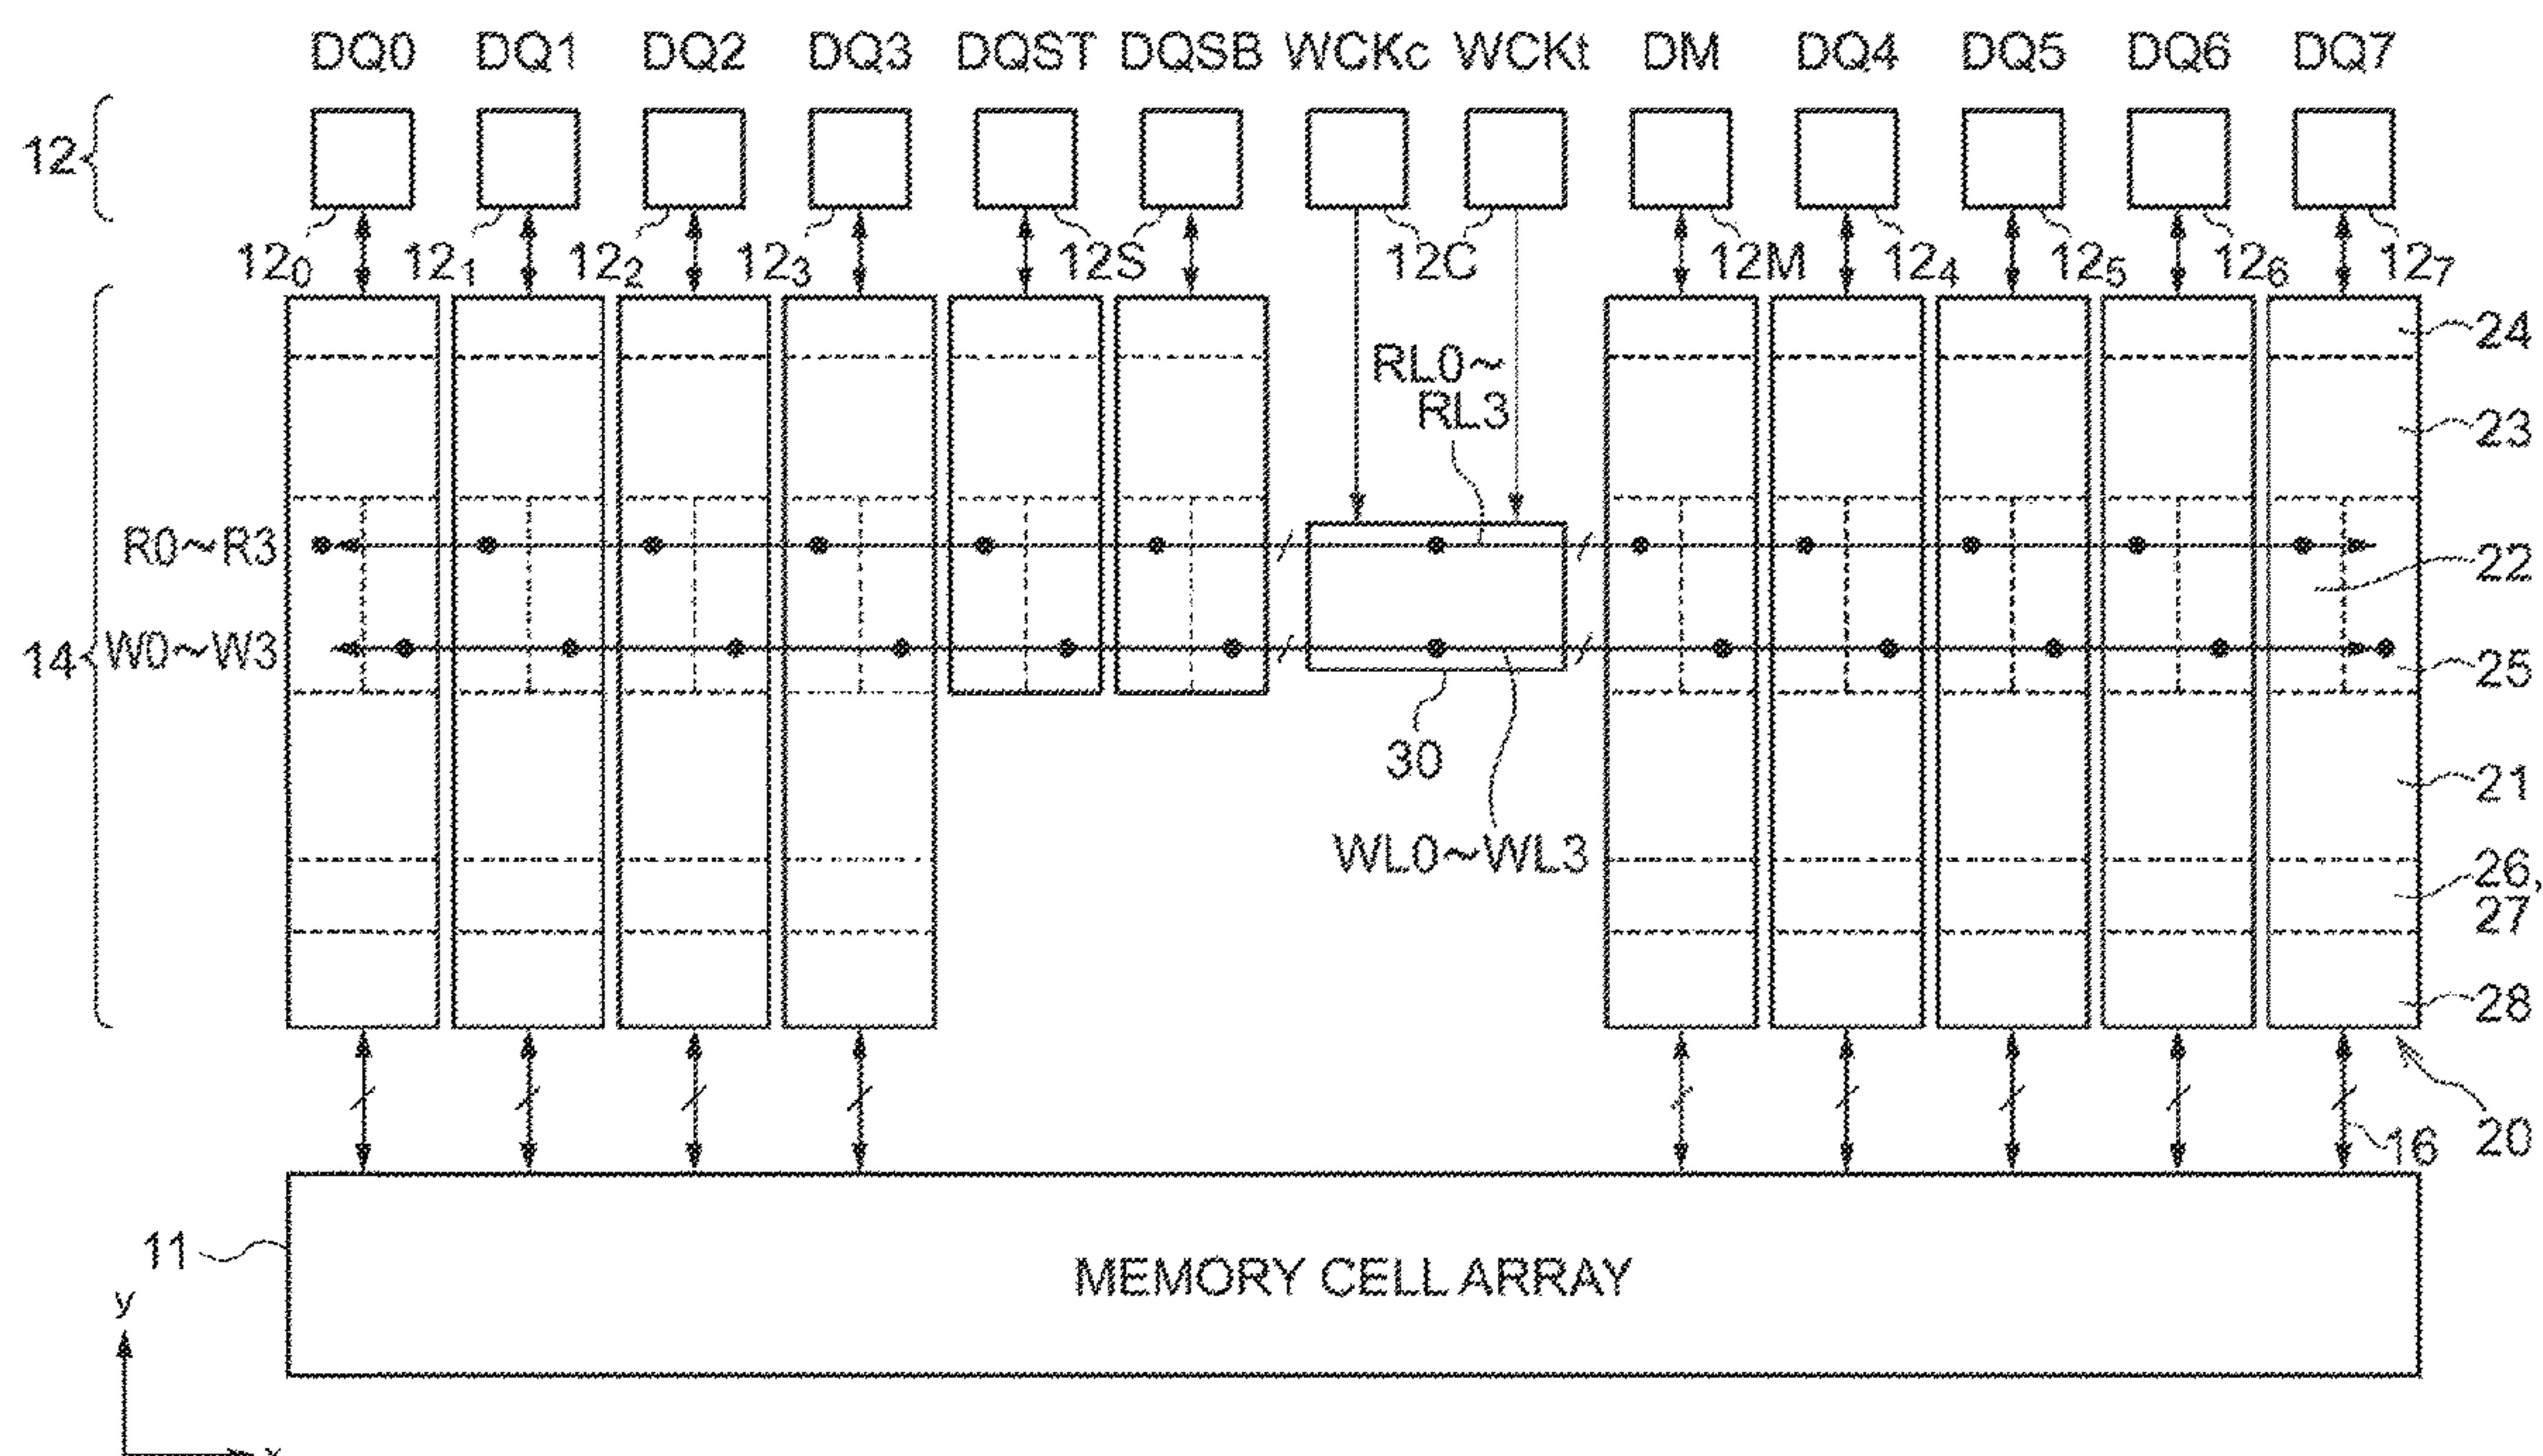 DQ0 DQ1 DQ2 DQ3 DQST DQSB WCKc WCKt DM DQ4 DQ5 DQ6 DQ7
12
12₀ 12₁ 12₂ 12₃ 12S 12C 12M 12₄ 12₅ 12₆ 12₇
24
RL0~
RL3
23
R0~R3
22
14
W0~W3
25
30
21
WL0~WL3
26,
27
28
16
20
11
MEMORY CELL ARRAY
y
x